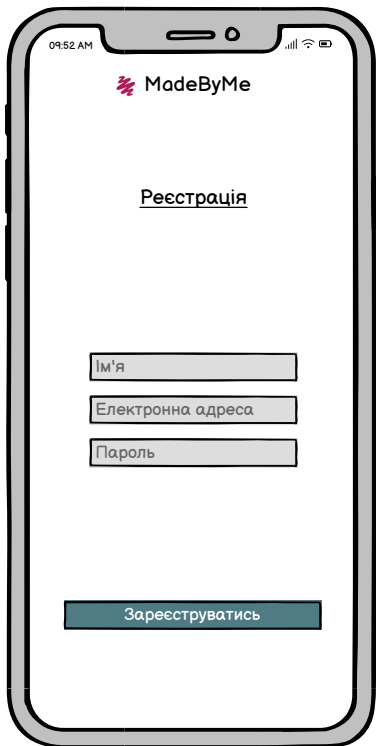 09:52 AM
MadeByMe
Реєстрація
Ім'я
Електронна адреса
Пароль
Зареєструватись